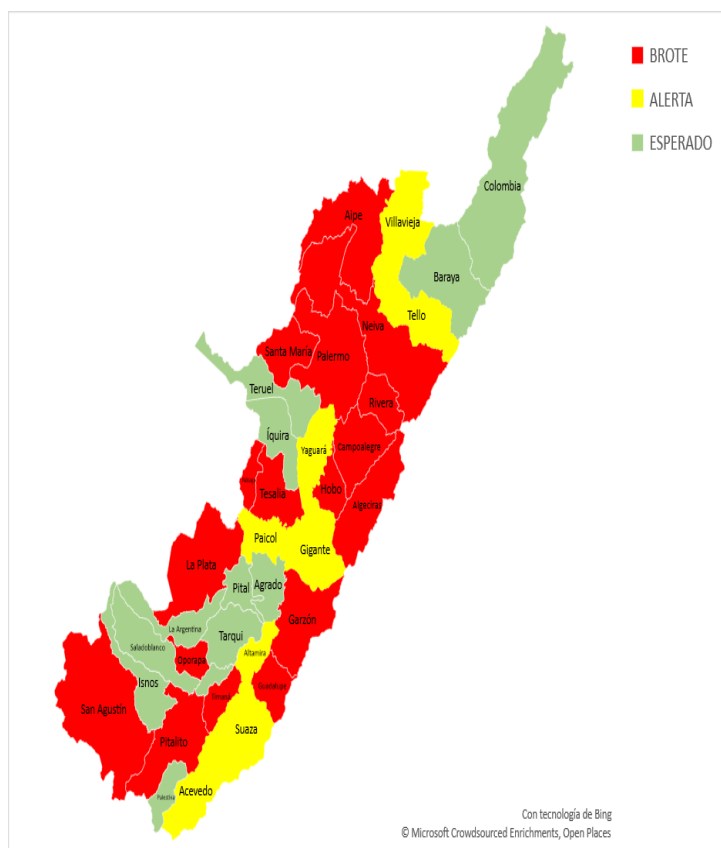 BROTE
ALERTA
ESPERADO
Colombia
Aipe
Villavieja
Baraya
Tello
Neiva
Santa María
Palermo
Teruel
Rivera
Íquira
Yaguará
Campoalegre
Tesalia
Hobo
Algeciras
Paicol
Gigante
La Plata
Pital
Agrado
Garzón
La Argentina
Tarqui
Saladoblanco
Altamira
Oporapa
Isnos
Guadalupe
San Agustín
Suaza
Pitalito
Acevedo
Palestina
Con tecnología de Bing
© Microsoft Crowdsourced Enrichments, Open Places